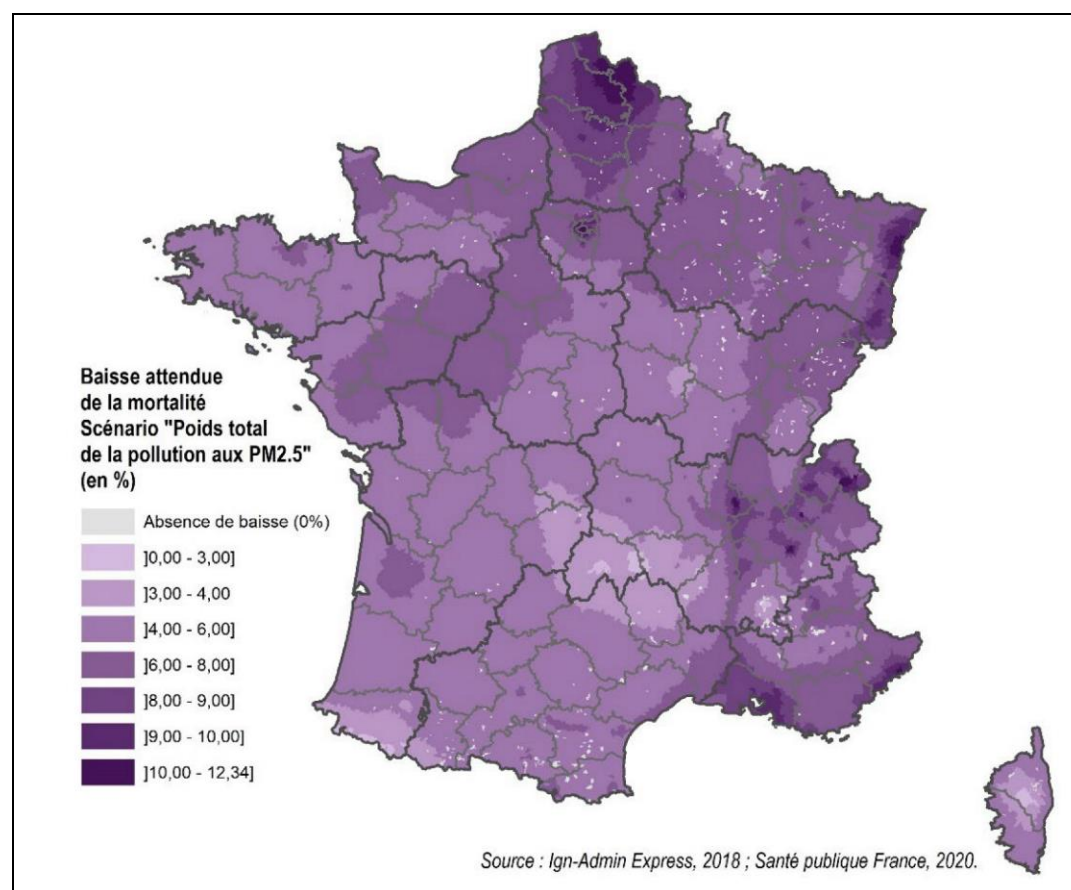 Baisse attendue
de la mortalité
Scénario "Poids total
de la pollution aux PM2.5"
(en %)
Absence de baisse (0%)
]0,00 - 3,00]
]3,00 - 4,00
]4,00 - 6,00]
]6,00 - 8,00]
]8,00 - 9,00]
]9,00 - 10,00]
]10,00 - 12,34]
Source : Ign-Admin Express, 2018 ; Santé publique France, 2020.